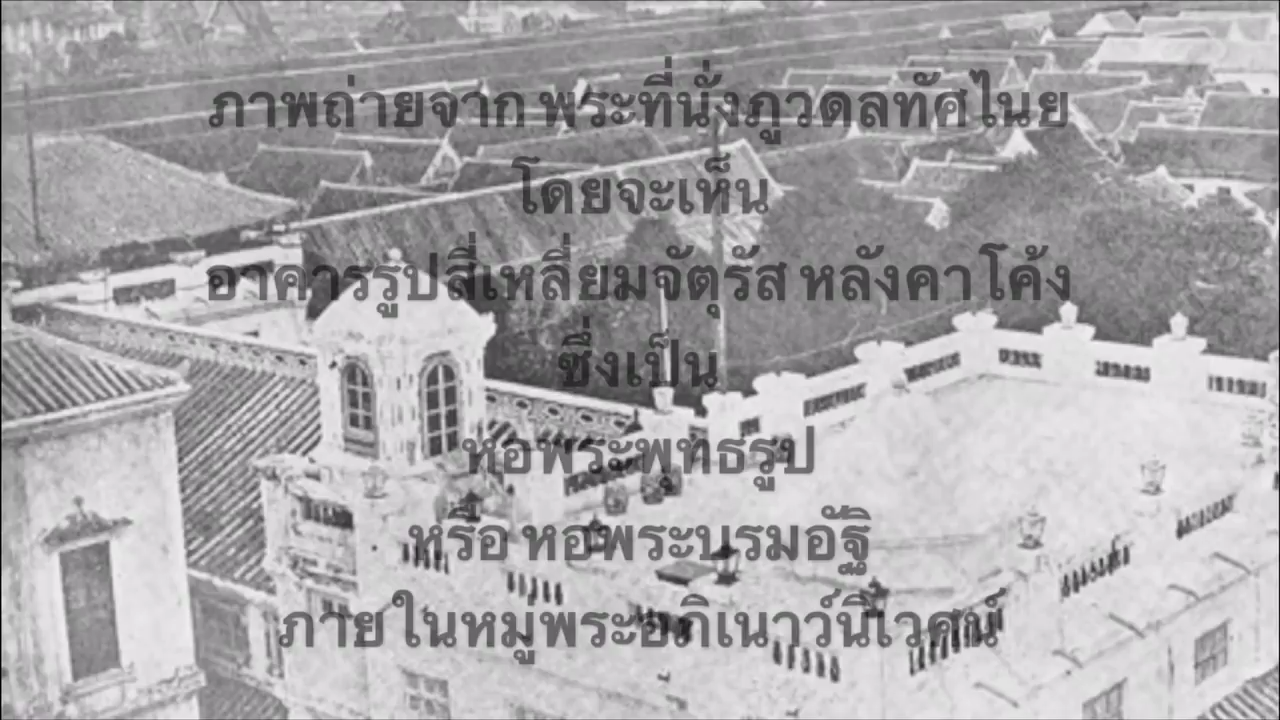 ภาพถ่ายจาก พระที่นั่งภูวดลทัศไนย
โดยจะเห็น
อาคารรูปสี่เหลี่ยมจัตุรัส หลังคาโค้ง
ซึ่งเป็น
หอพระพุทธรูป
หรือ หอพระบรมอัฐิ
ภายในหมู่พระอภิเนาว์นิเวศน์